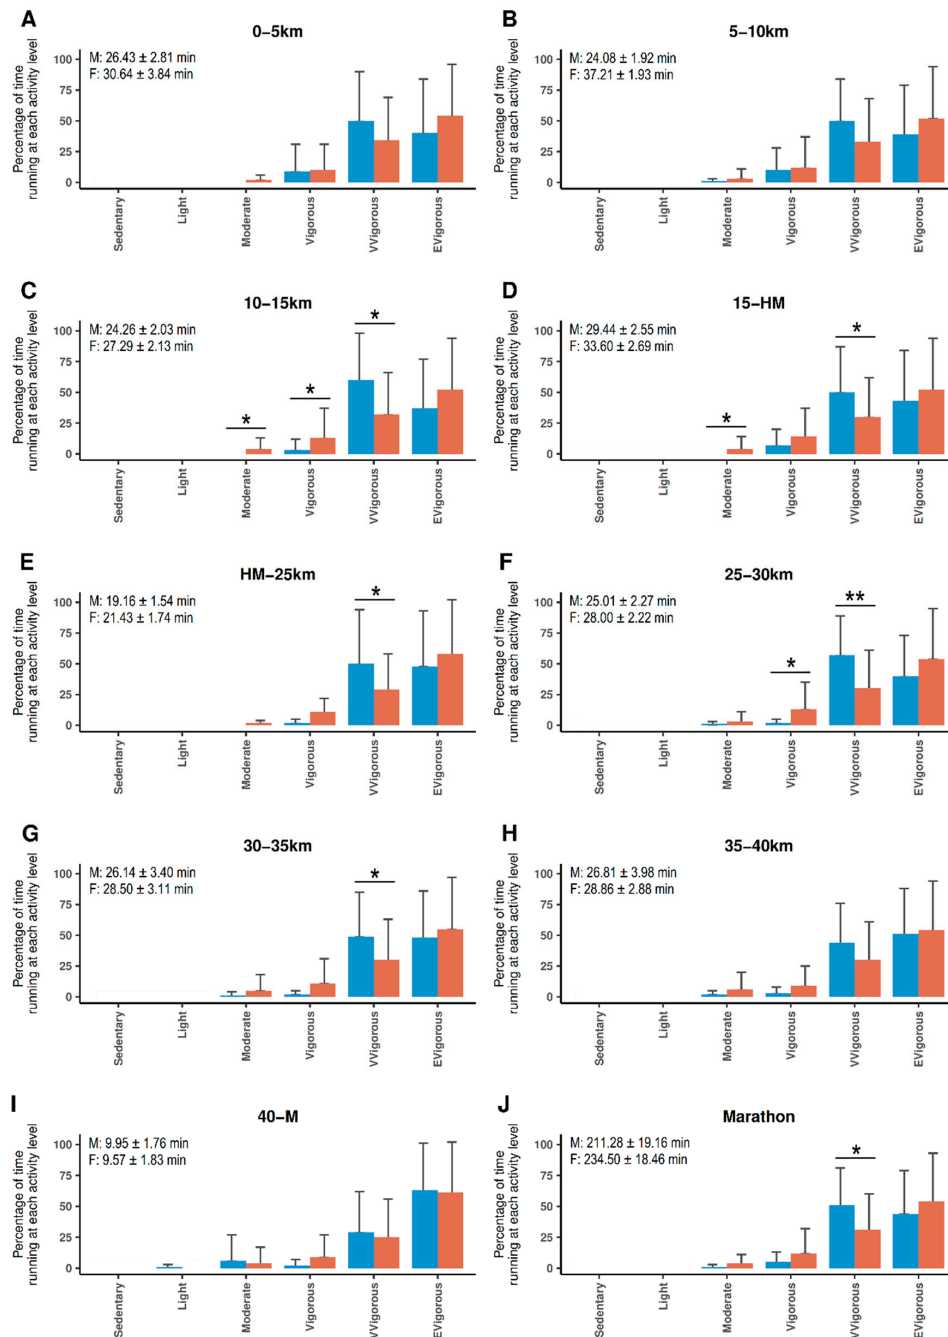 A
0–5km
Percentage of time
running at each activity level
M: 26.43 ± 2.81 min
F: 30.64 ± 3.84 min
100
75
50
25
0
Sedentary
Light
Moderate
Vigorous
VVigorous
EVigorous
B
5–10km
Percentage of time
running at each activity level
M: 24.08 ± 1.92 min
F: 37.21 ± 1.93 min
100
75
50
25
0
Sedentary
Light
Moderate
Vigorous
VVigorous
EVigorous
C
10–15km
Percentage of time
running at each activity level
M: 24.26 ± 2.03 min
F: 27.29 ± 2.13 min
100
75
50
25
0
*
*
*
Sedentary
Light
Moderate
Vigorous
VVigorous
EVigorous
D
15–HM
Percentage of time
running at each activity level
M: 29.44 ± 2.55 min
F: 33.60 ± 2.69 min
100
75
50
25
0
*
*
Sedentary
Light
Moderate
Vigorous
VVigorous
EVigorous
E
HM–25km
Percentage of time
running at each activity level
M: 19.16 ± 1.54 min
F: 21.43 ± 1.74 min
100
75
50
25
0
*
Sedentary
Light
Moderate
Vigorous
VVigorous
EVigorous
F
25–30km
Percentage of time
running at each activity level
M: 25.01 ± 2.27 min
F: 28.00 ± 2.22 min
100
75
50
25
0
*
**
Sedentary
Light
Moderate
Vigorous
VVigorous
EVigorous
G
30–35km
Percentage of time
unning at each activity level
M: 26.14 ± 3.40 min
F: 28.50 ± 3.11 min
100
75
50
25
0
*
Sedentary
Light
Moderate
Vigorous
VVigorous
EVigorous
H
35–40km
Percentage of time
running at each activity level
M: 26.81 ± 3.98 min
F: 28.86 ± 2.88 min
100
75
50
25
0
Sedentary
Light
Moderate
Vigorous
VVigorous
EVigorous
I
40–M
Percentage of time
running at each activity level
M: 9.95 ± 1.76 min
F: 9.57 ± 1.83 min
100
75
50
25
0
Sedentary
Light
Moderate
Vigorous
VVigorous
EVigorous
J
Marathon
Percentage of time
running at each activity level
M: 211.28 ± 19.16 min
F: 234.50 ± 18.46 min
100
75
50
25
0
*
Sedentary
Light
Moderate
Vigorous
VVigorous
EVigorous